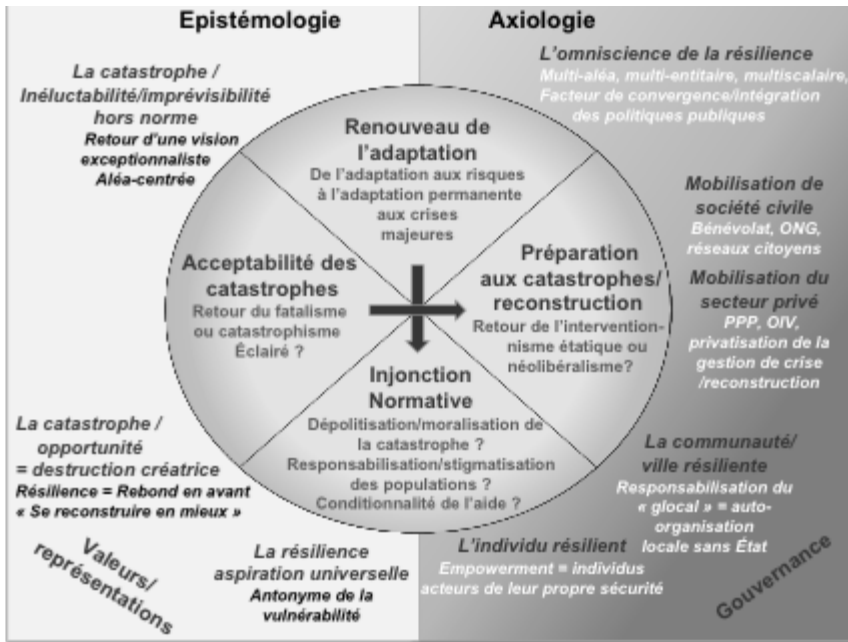 Epistémologie
Axiologie
La catastrophe /
Inéluctabilité/imprévisibilité
hors norme
Retour d'une vision
exceptionnaliste
Aléa-centrée
L'omniscience de la résilience
Multi-aléa, multi-entitaire, multiscalaire,
Facteur de convergence/intégration
des politiques publiques
Renouveau de
l'adaptation
De l'adaptation aux risques
à l'adaptation permanente
aux crises
majeures
Mobilisation de
société civile
Bénévolat, ONG,
réseaux citoyens
Mobilisation du
secteur privé
PPP, OIV,
privatisation de la
gestion de crise
/reconstruction
Acceptabilité des
catastrophes
Retour du fatalisme
ou catastrophisme
Éclairé ?
Préparation
aux catastrophes/
reconstruction
Retour de l'intervention-
nisme étatique ou
néolibéralisme?
Injonction
Normative
Dépolitisation/moralisation de
la catastrophe ?
Responsabilisation/stigmatisation
des populations ?
Conditionnalité de l'aide ?
La catastrophe /
opportunité
= destruction créatrice
Résilience = Rebond en avant
« Se reconstruire en mieux »
La communauté/
ville résiliente
Responsabilisation du
« glocal » = auto-
organisation
locale sans État
Valeurs/
représentations
La résilience
aspiration universelle
Antonyme de la
vulnérabilité
L'individu résilient
Empowerment = individus
acteurs de leur propre sécurité
Gouvernance